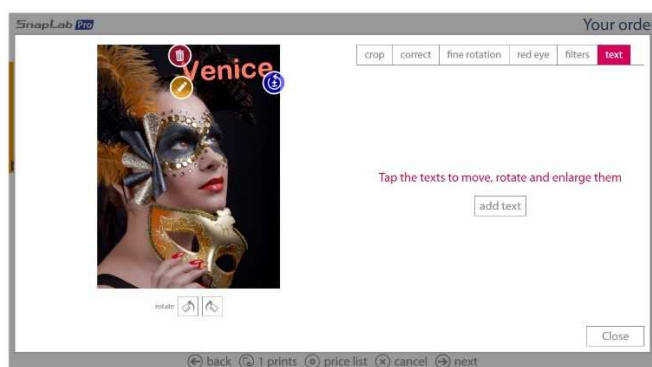 SnapLab Pro
Your orde
crop correct fine rotation red eye filters text
Venice
Tap the texts to move, rotate and enlarge them
add text
rotate
Close
back 1 prints price list cancel next